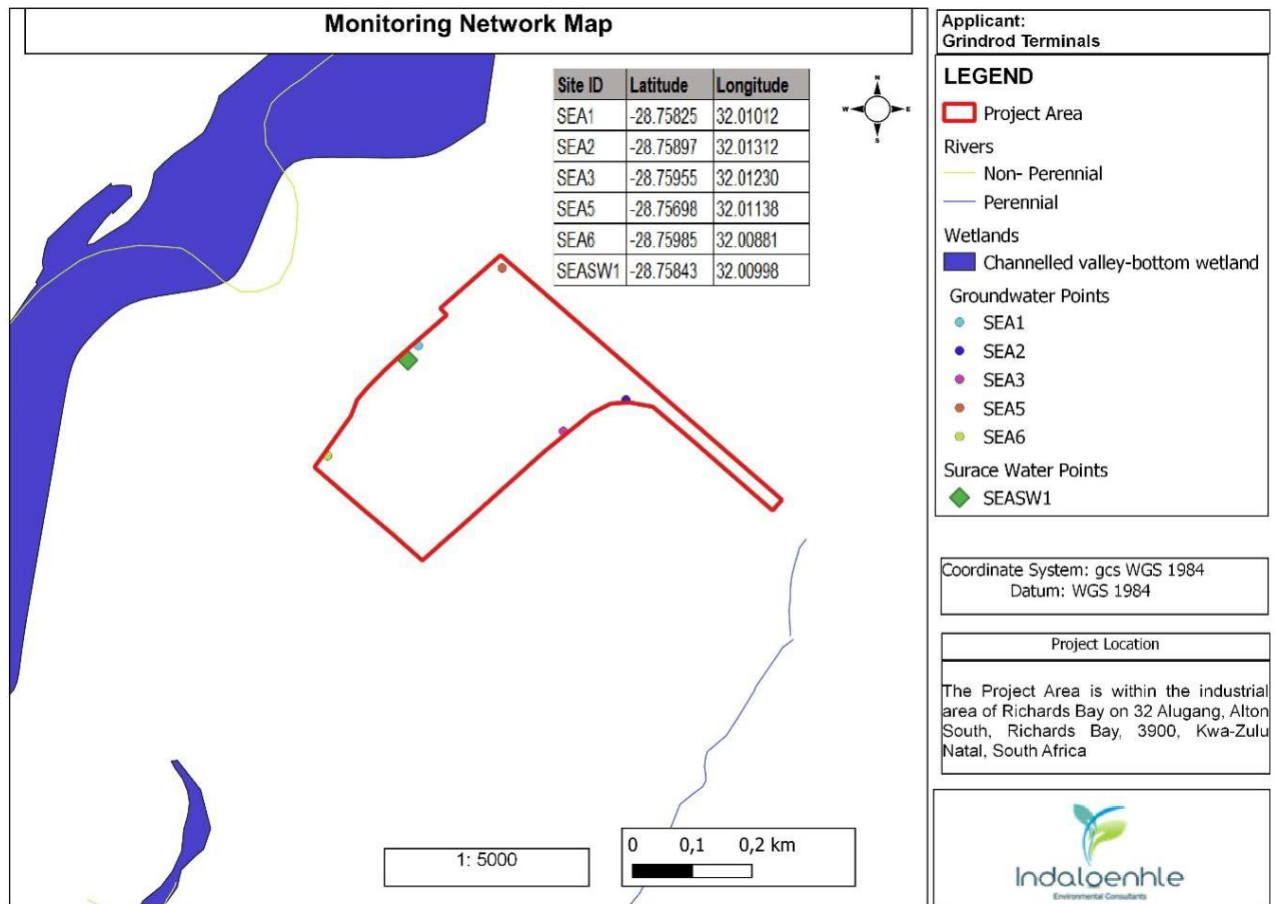 Monitoring Network Map
Site ID Latitude Longitude
SEA1 -28.75825 32.01012
SEA2 -28.75897 32.01312
SEA3 -28.75955 32.01230
SEA5 -28.75698 32.01138
SEA6 -28.75985 32.00881
SEASW1 -28.75843 32.00998
N
W E
S
1: 5000
0 0,1 0,2 km
Applicant:
Grindrod Terminals
LEGEND
Project Area
Rivers
Non- Perennial
Perennial
Wetlands
Channelled valley-bottom wetland
Groundwater Points
SEA1
SEA2
SEA3
SEA5
SEA6
Surace Water Points
SEASW1
Coordinate System: gcs WGS 1984
Datum: WGS 1984
Project Location
The Project Area is within the industrial
area of Richards Bay on 32 Alugang, Alton
South, Richards Bay, 3900, Kwa-Zulu
Natal, South Africa
Indaloenhle
Environmental Consultants